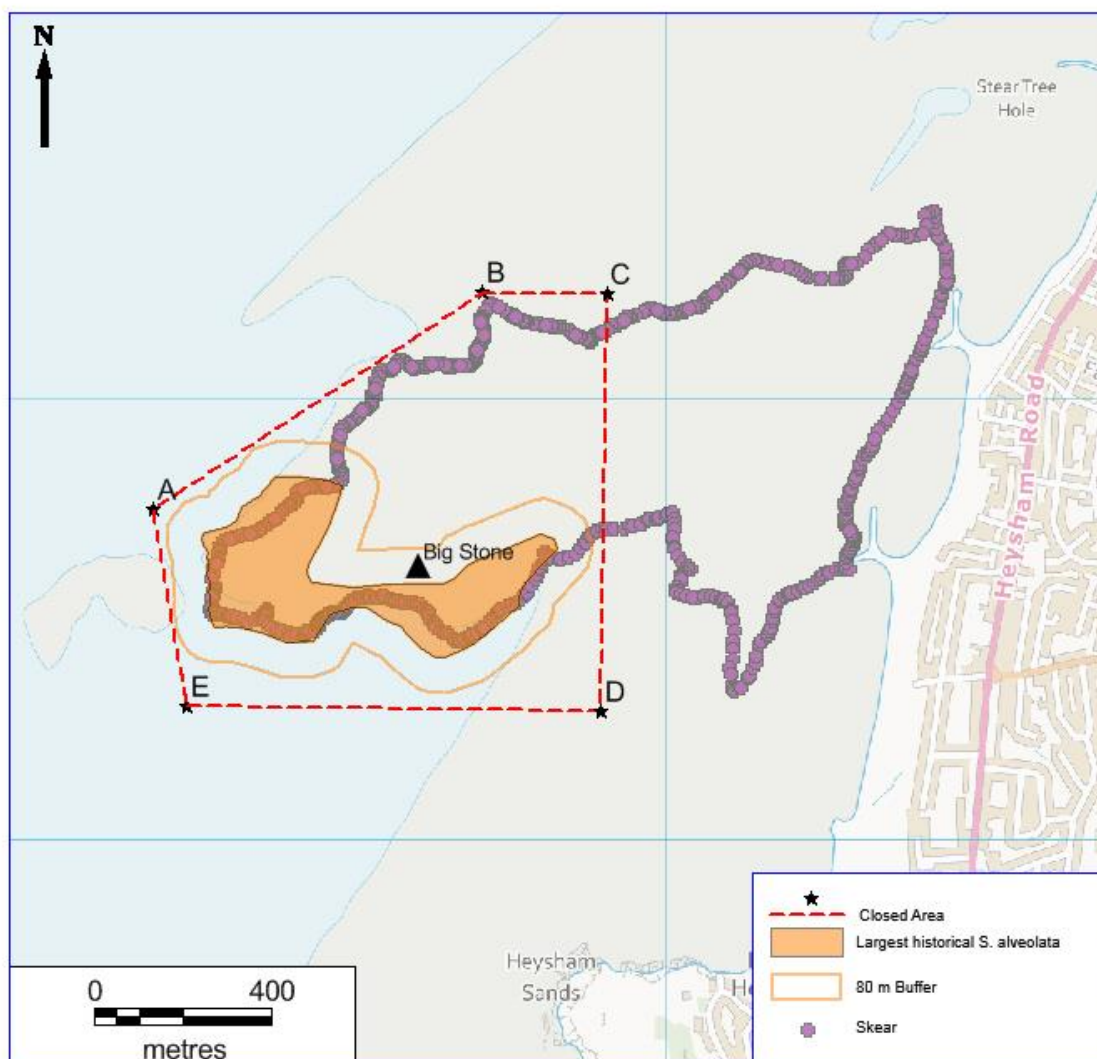 N
Stear Tree
Hole
B
C
A
Big Stone
Heysham Road
E
D
Heysham
Sands
Closed Area
Largest historical S. alveolata
80 m Buffer
Skear
0 400
metres